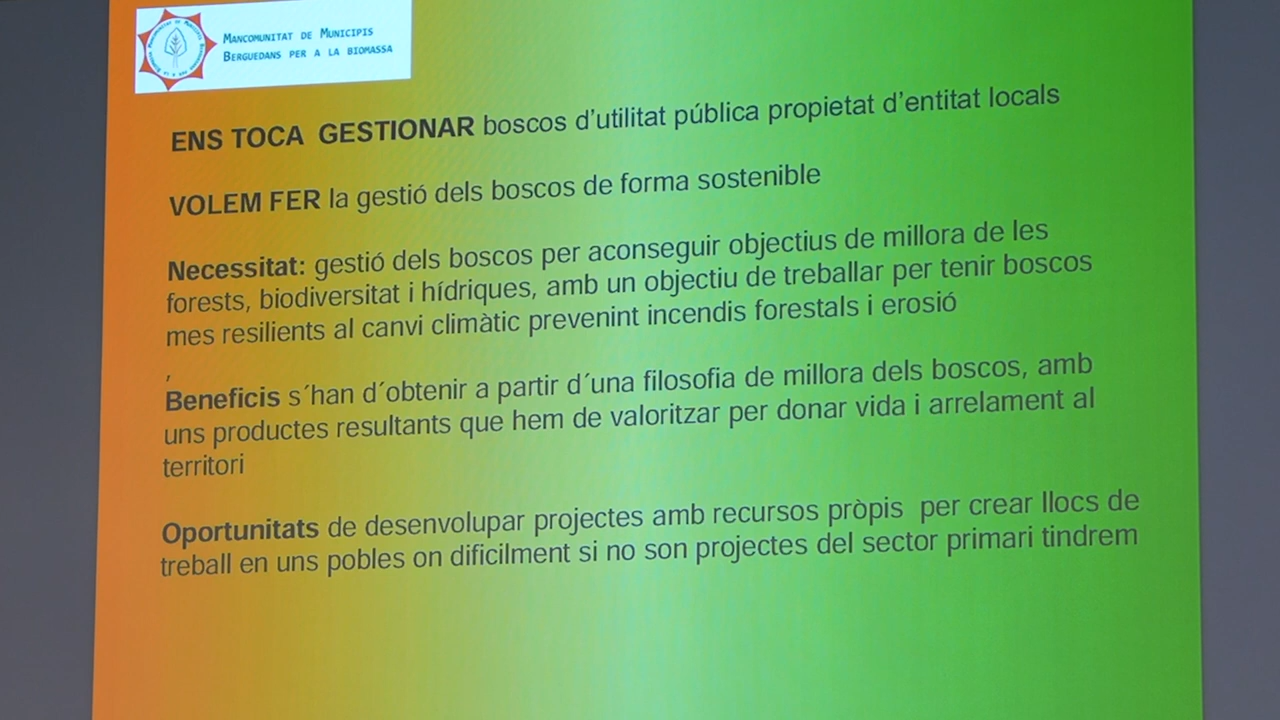 MANCOMUNITAT DE MUNICIPIS
BERGUEDANS PER A LA BIOMASSA
ENS TOCA GESTIONAR boscos d'utilitat pública propietat d'entitat locals
VOLEM FER la gestió dels boscos de forma sostenible
Necessitat: gestió dels boscos per aconseguir objectius de millora de les
forests, biodiversitat i hídriques, amb un objectiu de treballar per tenir boscos
mes resilients al canvi climàtic prevenint incendis forestals i erosió
,
Beneficis s´han d´obtenir a partir d´una filosofia de millora dels boscos, amb
uns productes resultants que hem de valoritzar per donar vida i arrelament al
territori
Oportunitats de desenvolupar projectes amb recursos pròpis per crear llocs de
treball en uns pobles on dificilment si no son projectes del sector primari tindrem